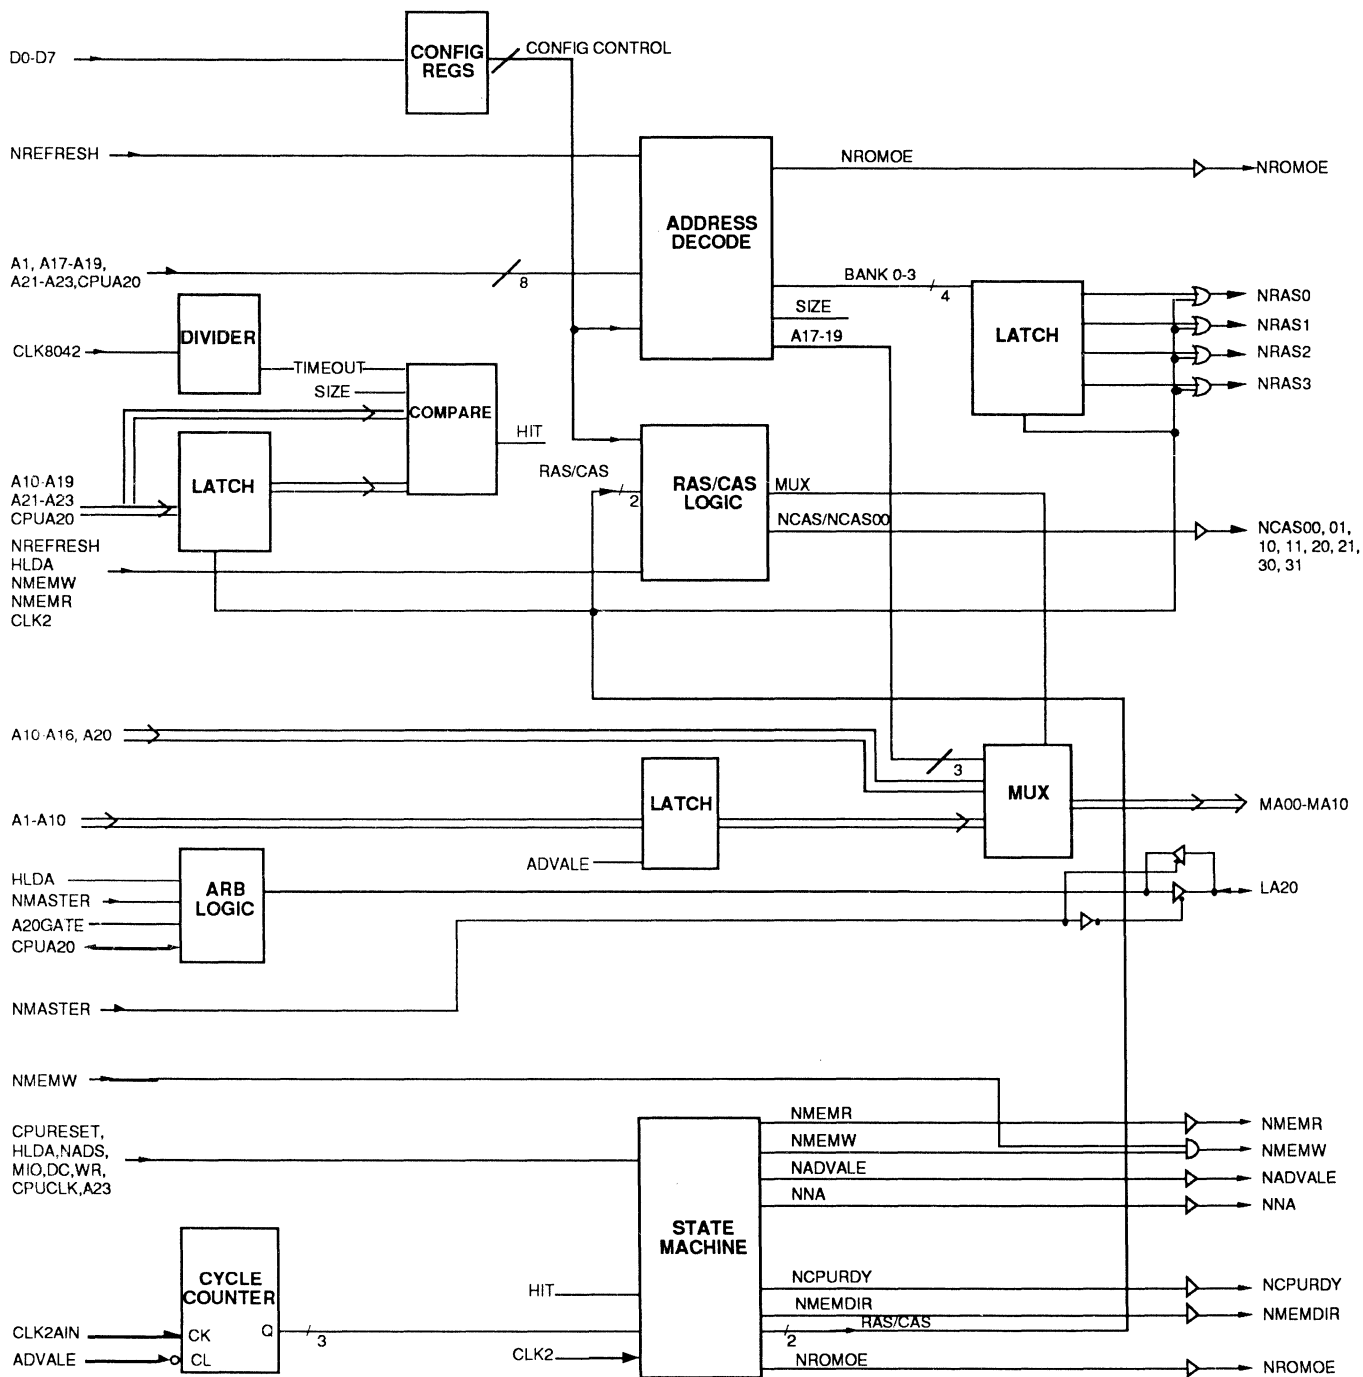 D0-D7
CONFIG
REGS
CONFIG CONTROL
NREFRESH
ADDRESS
DECODE
NROMOE
NROMOE
A1, A17-A19,
A21-A23,CPUA20
8
BANK 0-3
4
SIZE
A17-19
LATCH
NRAS0
NRAS1
NRAS2
NRAS3
DIVIDER
CLK8042
TIMEOUT
SIZE
COMPARE
HIT
LATCH
A10-A19
A21-A23
CPUA20
RAS/CAS
2
RAS/CAS
LOGIC
MUX
NCAS/NCAS00
NCAS00, 01,
10, 11, 20, 21,
30, 31
NREFRESH
HLDA
NMEMW
NMEMR
CLK2
A10-A16, A20
3
MUX
MA00-MA10
LATCH
A1-A10
ADVALE
HLDA
NMASTER
A20GATE
CPUA20
ARB
LOGIC
LA20
NMASTER
NMEMW
CPURESET,
HLDA,NADS,
MIO,DC,WR,
CPUCLK,A23
STATE
MACHINE
NMEMR
NMEMR
NMEMW
NMEMW
NADVALE
NADVALE
NNA
NNA
CYCLE
COUNTER
CK
Q
CL
CLK2AIN
ADVALE
3
HIT
CLK2
NCPURDY
NCPURDY
NMEMDIR
NMEMDIR
2
RAS/CAS
NROMOE
NROMOE